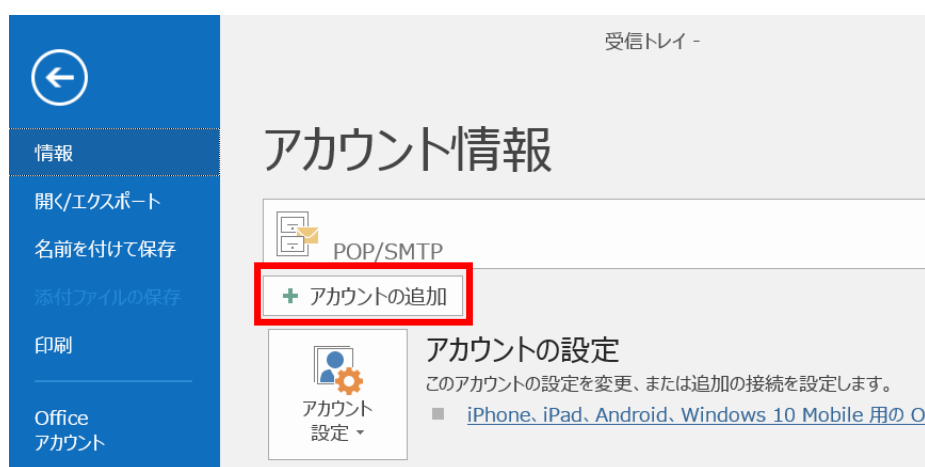 受信トレイ -
情報
開く/エクスポート
名前を付けて保存
添付ファイルの保存
印刷
Office
アカウント
アカウント情報
POP/SMTP
+ アカウントの追加
アカウント
設定
アカウントの設定
このアカウントの設定を変更、または追加の接続を設定します。
iPhone、iPad、Android、Windows 10 Mobile 用の O